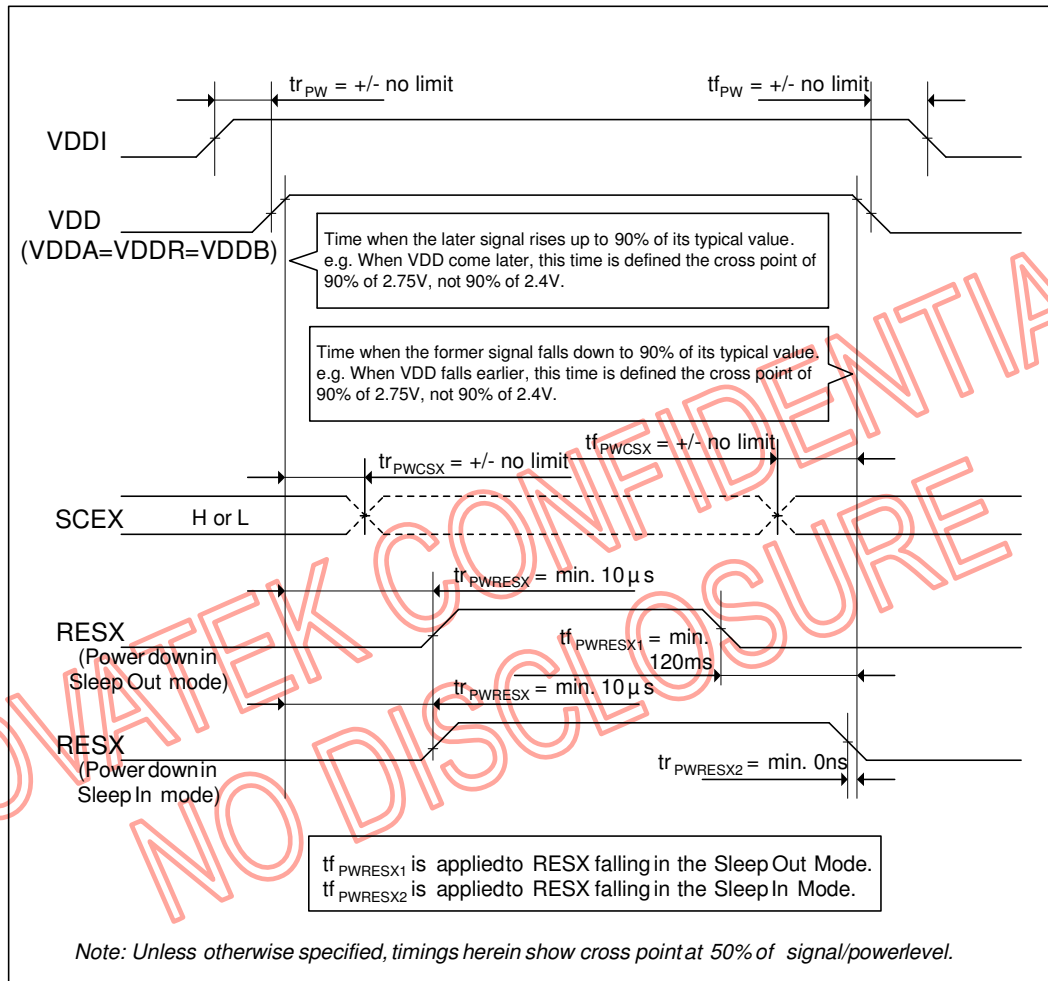 trPW = +/- no limit
tfPW = +/- no limit
VDDI
VDD
(VDDA=VDDR=VDDB)
Time when the later signal rises up to 90% of its typical value.
e.g. When VDD come later, this time is defined the cross point of
90% of 2.75V, not 90% of 2.4V.
Time when the former signal falls down to 90% of its typical value.
e.g. When VDD falls earlier, this time is defined the cross point of
90% of 2.75V, not 90% of 2.4V.
tfPWCSX = +/- no limit
trPWCSX = +/- no limit
SCEX
H or L
trPWRESX = min. 10 µ s
RESX
(Power down in
Sleep Out mode)
tfPWRESX1 = min.
120ms
trPWRESX = min. 10 µ s
RESX
(Power down in
Sleep In mode)
trPWRESX2 = min. 0ns
tfPWRESX1 is applied to RESX falling in the Sleep Out Mode.
tfPWRESX2 is applied to RESX falling in the Sleep In Mode.
Note: Unless otherwise specified, timings herein show cross point at 50% of signal/power level.
OVATEK CONFIDENTIA
NO DISCLOSURE